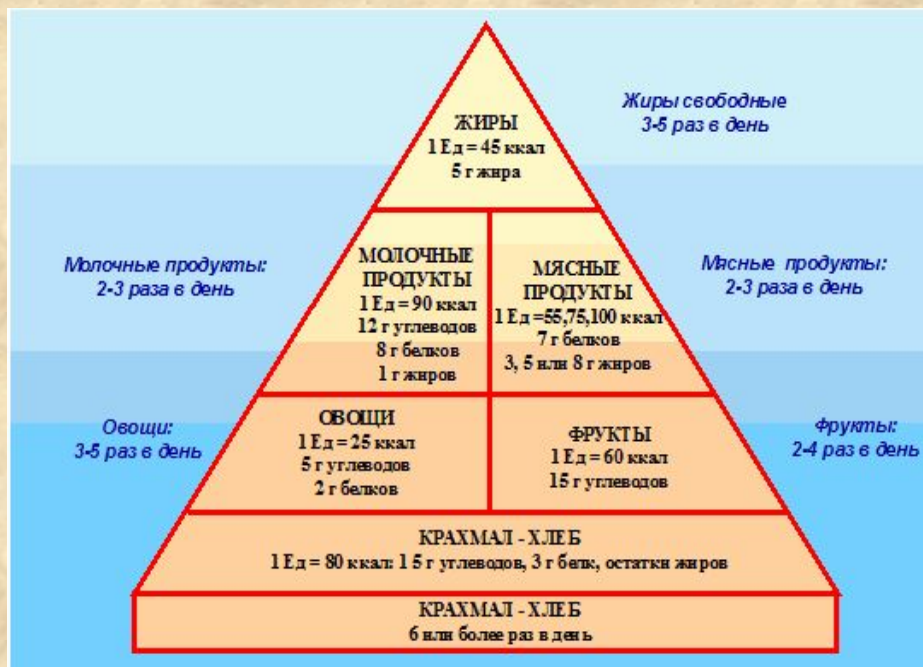 ЖИРЫ
1 Ед = 45 ккал
5 г жира
Жиры свободные
3-5 раз в день
Молочные продукты:
2-3 раза в день
МОЛОЧНЫЕ
ПРОДУКТЫ
1 Ед = 90 ккал
12 г углеводов
8 г белков
1 г жиров
МЯСНЫЕ
ПРОДУКТЫ
1 Ед =55,75,100 ккал
7 г белков
3, 5 или 8 г жиров
Мясные продукты:
2-3 раза в день
Овощи:
3-5 раз в день
ОВОЩИ
1 Ед = 25 ккал
5 г углеводов
2 г белков
ФРУКТЫ
1 Ед = 60 ккал
15 г углеводов
Фрукты:
2-4 раз в день
КРАХМАЛ - ХЛЕБ
1 Ед = 80 ккал: 1 5 г углеводов, 3 г белк, остатки жиров
КРАХМАЛ - ХЛЕБ
6 или более раз в день